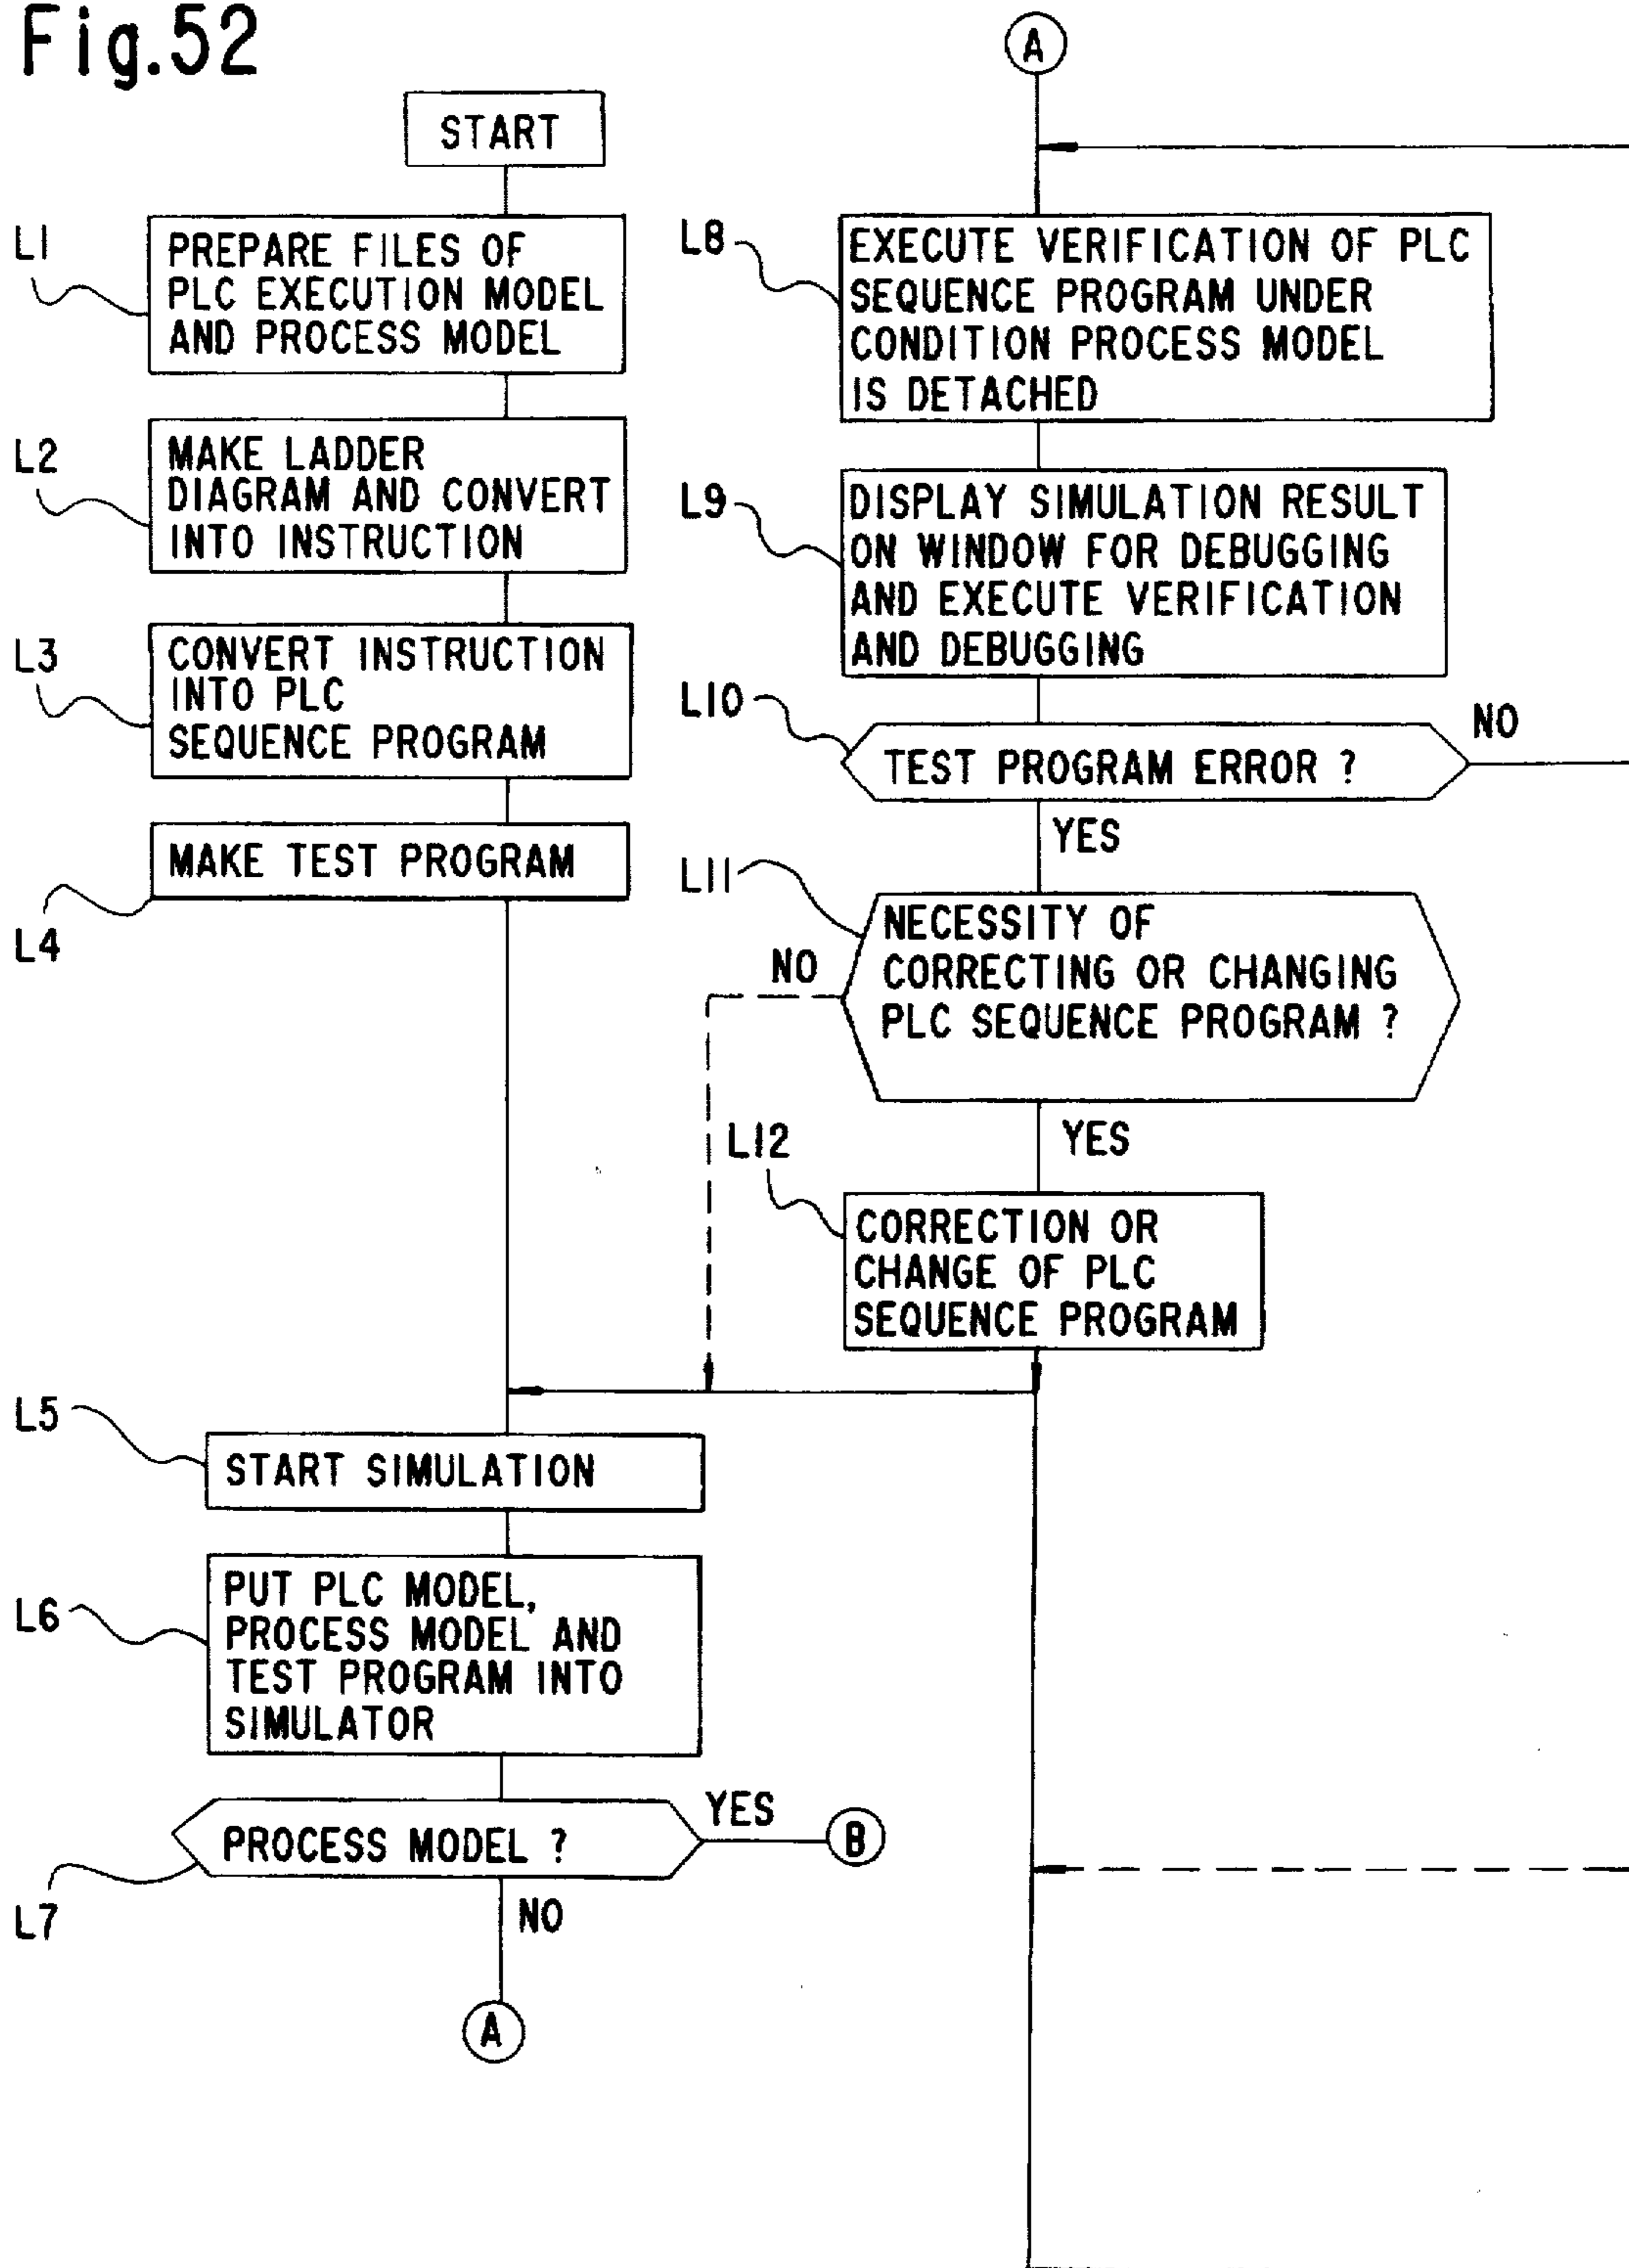 Fig.52
START
L1
PREPARE FILES OF
PLC EXECUTION MODEL
AND PROCESS MODEL
L2
MAKE LADDER
DIAGRAM AND CONVERT
INTO INSTRUCTION
L3
CONVERT INSTRUCTION
INTO PLC
SEQUENCE PROGRAM
MAKE TEST PROGRAM
L4
L5
START SIMULATION
L6
PUT PLC MODEL,
PROCESS MODEL AND
TEST PROGRAM INTO
SIMULATOR
PROCESS MODEL ?
YES
B
L7
NO
A
A
L8
EXECUTE VERIFICATION OF PLC
SEQUENCE PROGRAM UNDER
CONDITION PROCESS MODEL
IS DETACHED
L9
DISPLAY SIMULATION RESULT
ON WINDOW FOR DEBUGGING
AND EXECUTE VERIFICATION
AND DEBUGGING
L10
TEST PROGRAM ERROR ?
NO
YES
L11
NECESSITY OF
CORRECTING OR CHANGING
PLC SEQUENCE PROGRAM ?
NO
YES
L12
CORRECTION OR
CHANGE OF PLC
SEQUENCE PROGRAM